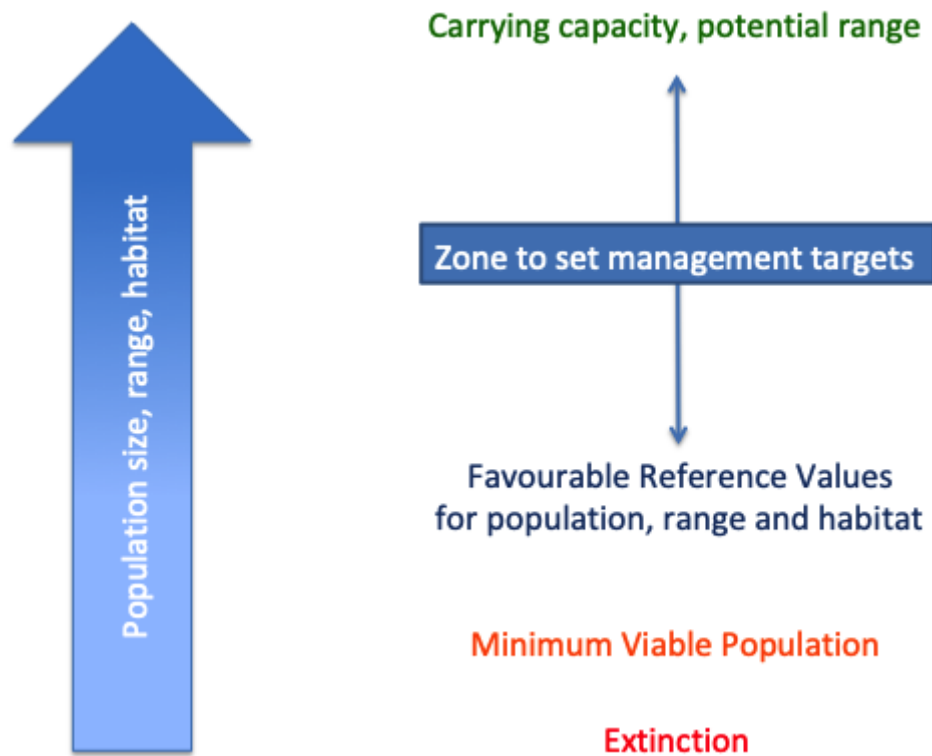 Carrying capacity, potential range
Population size, range, habitat
Zone to set management targets
Favourable Reference Values
for population, range and habitat
Minimum Viable Population
Extinction